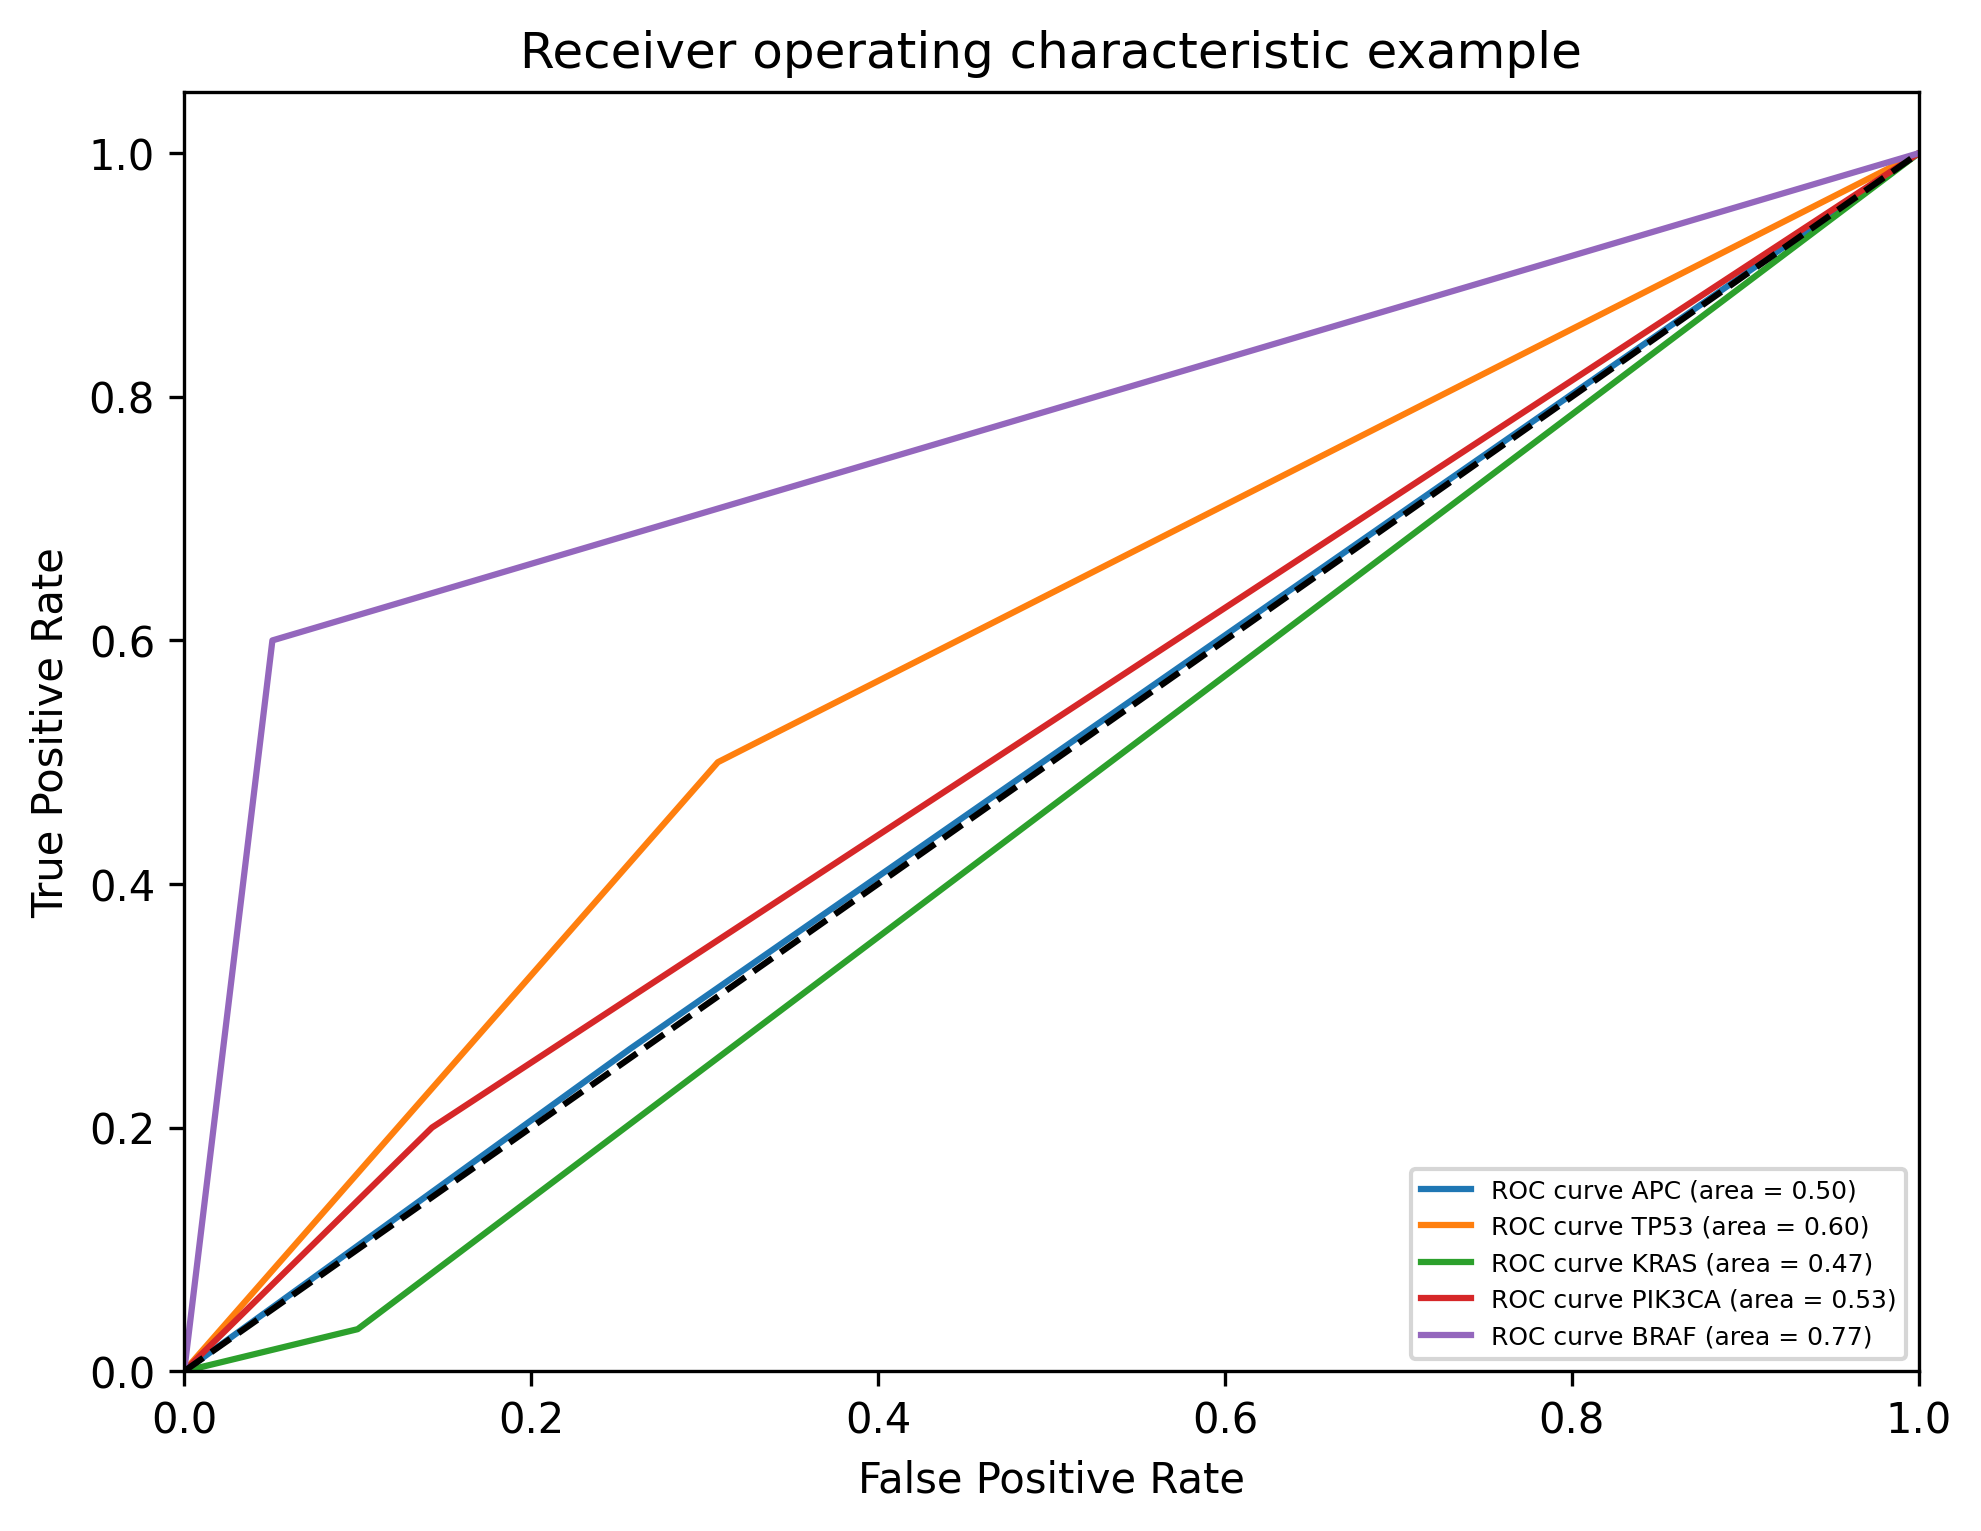 Receiver operating characteristic example
1.0
0.8
0.6
0.4
0.2
0.0
True Positive Rate
0.0 0.2 0.4 0.6 0.8 1.0
False Positive Rate
ROC curve APC (area = 0.50)
ROC curve TP53 (area = 0.60)
ROC curve KRAS (area = 0.47)
ROC curve PIK3CA (area = 0.53)
ROC curve BRAF (area = 0.77)